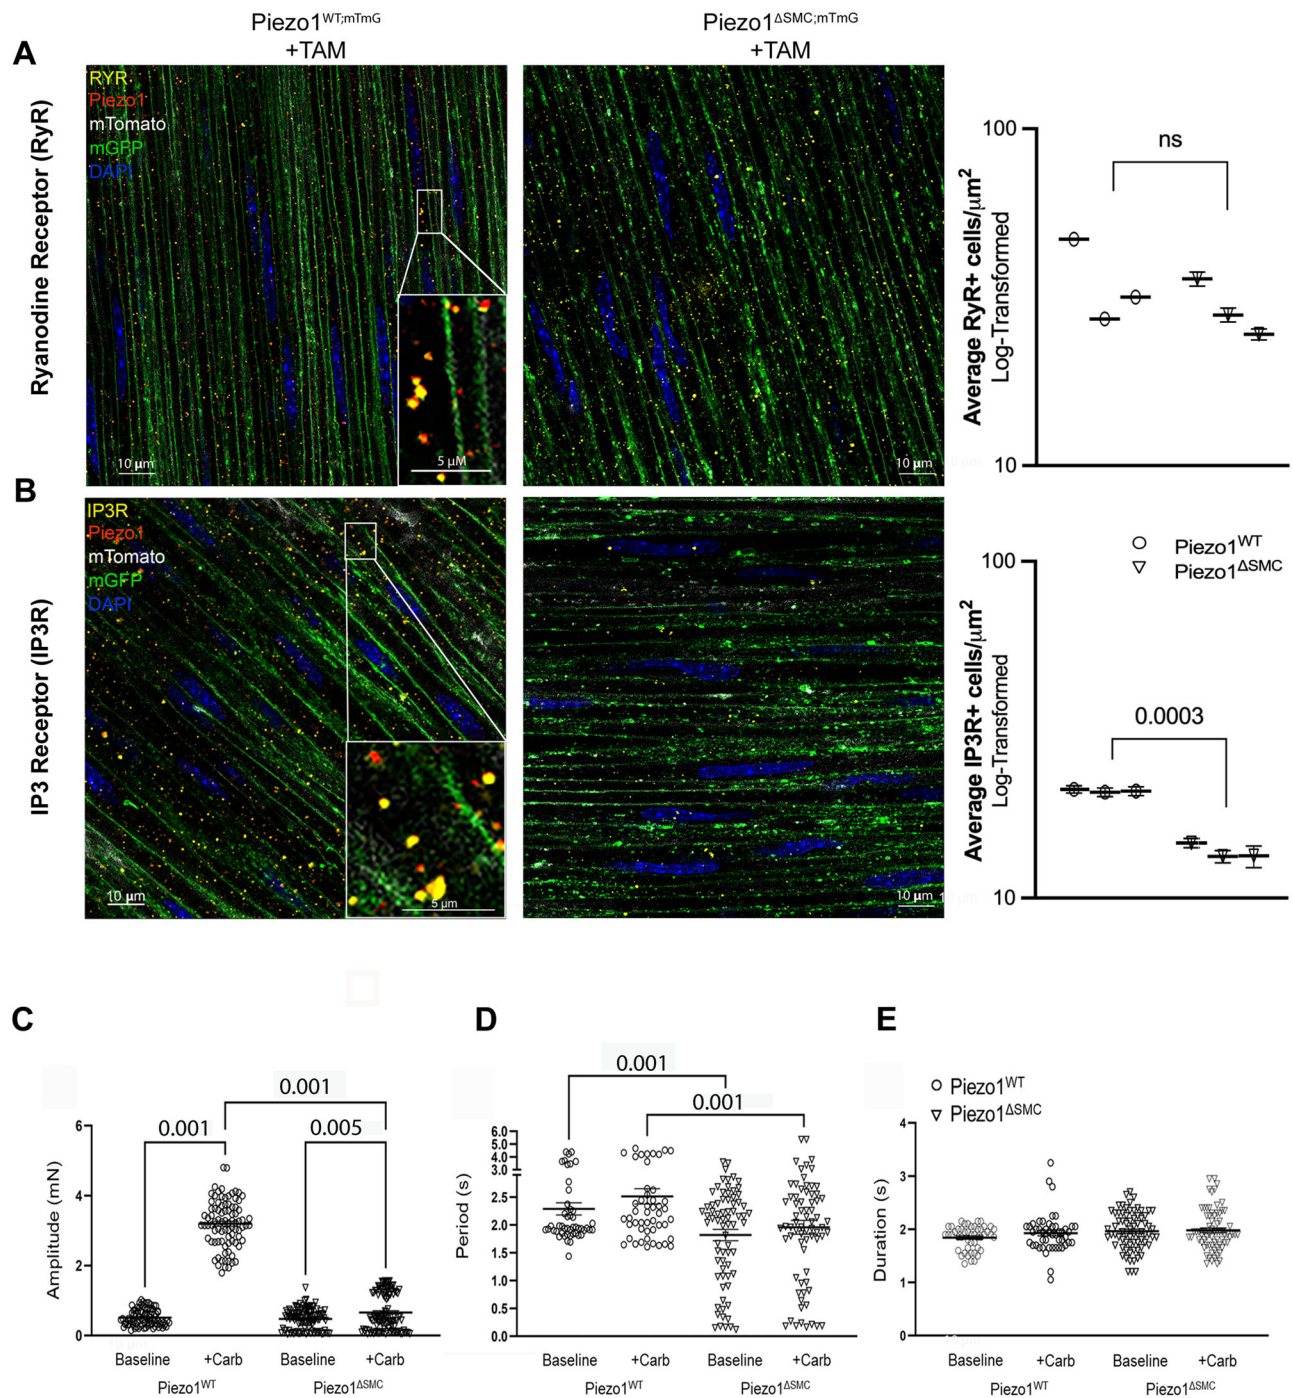 Piezo1WT;mTmG
+TAM
Piezo1ΔSMC;mTmG
+TAM
A
Ryanodine Receptor (RyR)
RYR
Piezo1
mTomato
mGFP
DAPI
10 μm
5 μM
10 μm
Average RyR+ cells/μm2
Log-Transformed
100
ns
10
B
IP3 Receptor (IP3R)
IP3R
Piezo1
mTomato
mGFP
DAPI
10 μm
5 μm
10 μm
Average IP3R+ cells/μm2
Log-Transformed
Piezo1WT
Piezo1ΔSMC
100
0.0003
10
C
Amplitude (mN)
6
4
2
0
0.001
0.001
0.005
Baseline +Carb Baseline +Carb
Piezo1WT Piezo1ΔSMC
D
Period (s)
6.0
5.0
4.0
3.0
2.5
2.0
1.5
1.0
0.5
0.0
0.001
0.001
Baseline +Carb Baseline +Carb
Piezo1WT Piezo1ΔSMC
E
Piezo1WT
Piezo1ΔSMC
Duration (s)
4
3
2
1
0
Baseline +Carb Baseline +Carb
Piezo1WT Piezo1ΔSMC